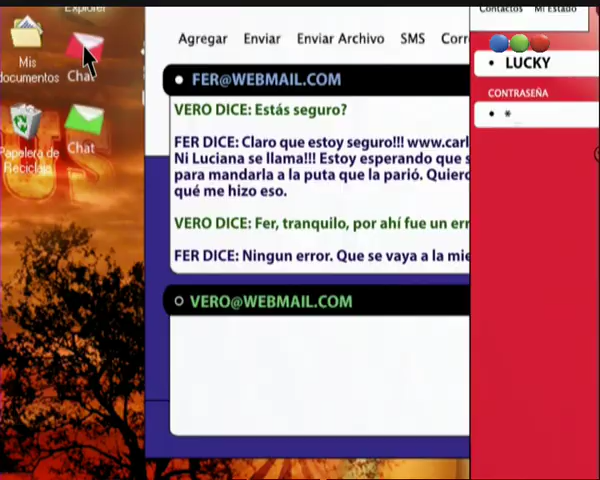 Explorer
Mis
documentos
Chat
Papelera de
Reciclaje
Chat
Agregar Enviar Enviar Archivo SMS Corr
FER@WEBMAIL.COM
VERO DICE: Estás seguro?
FER DICE: Claro que estoy seguro!!! www.carl
Ni Luciana se llama!!! Estoy esperando que s
para mandarla a la puta que la parió. Quiero
qué me hizo eso.
VERO DICE: Fer, tranquilo, por ahí fue un err
FER DICE: Ningun error. Que se vaya a la mie
VERO@WEBMAIL.COM
Contactos Mi Estado
LUCKY
CONTRASEÑA
*